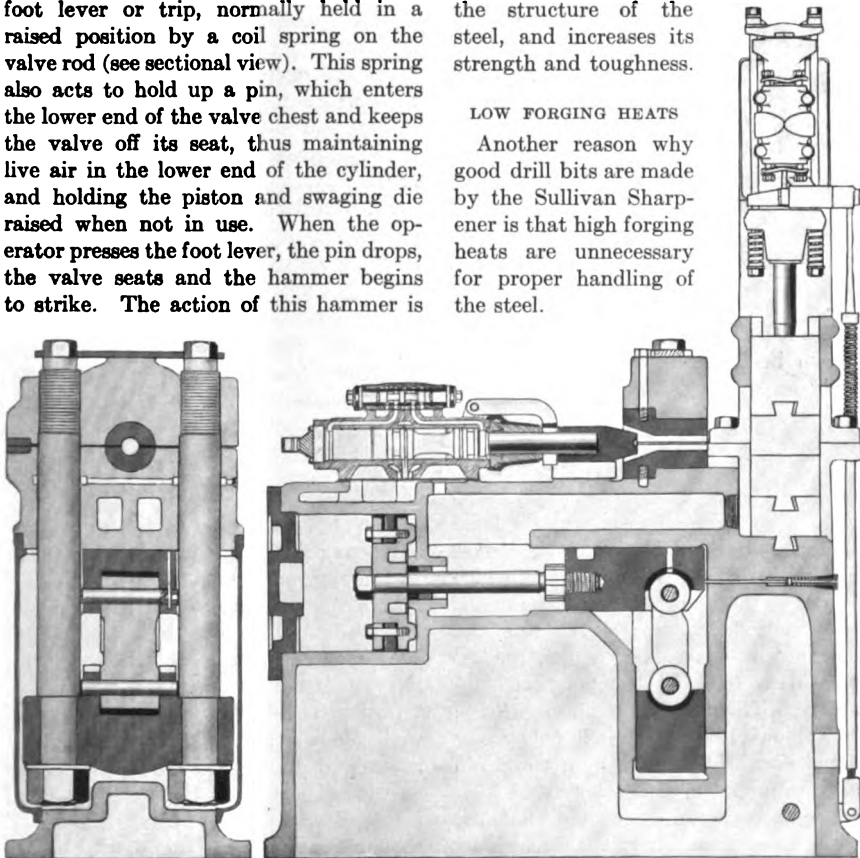 foot lever or trip, normally held in a
raised position by a coil spring on the
valve rod (see sectional view). This spring
also acts to hold up a pin, which enters
the lower end of the valve chest and keeps
the valve off its seat, thus maintaining
live air in the lower end of the cylinder,
and holding the piston and swaging die
raised when not in use. When the op-
erator presses the foot lever, the pin drops,
the valve seats and the hammer begins
to strike. The action of this hammer is
the structure of the
steel, and increases its
strength and toughness.
LOW FORGING HEATS
Another reason why
good drill bits are made
by the Sullivan Sharp-
ener is that high forging
heats are unnecessary
for proper handling of
the steel.